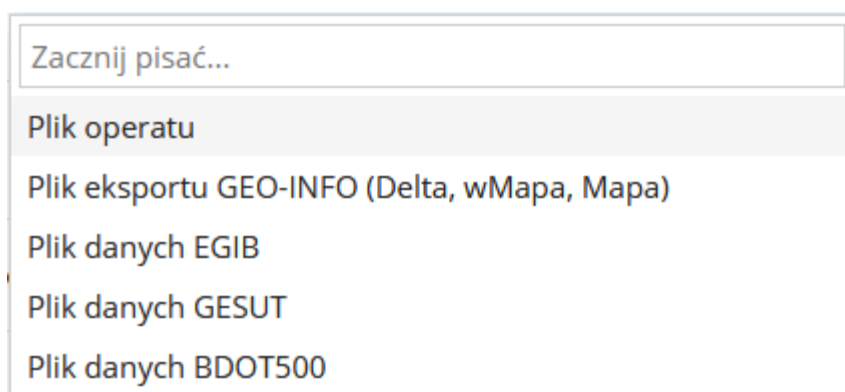 Zacznij pisać...
Plik operatu
Plik eksportu GEO-INFO (Delta, wMapa, Mapa)
Plik danych EGIB
Plik danych GESUT
Plik danych BDOT500